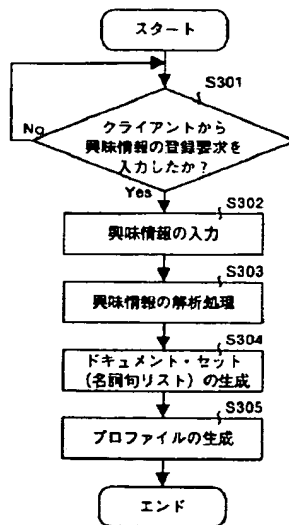 スタート
S301
No
クライアントから
興味情報の登録要求を
入力したか？
Yes
S302
興味情報の入力
S303
興味情報の解析処理
S304
ドキュメント・セット
(名詞句リスト)の生成
S305
プロファイルの生成
エンド